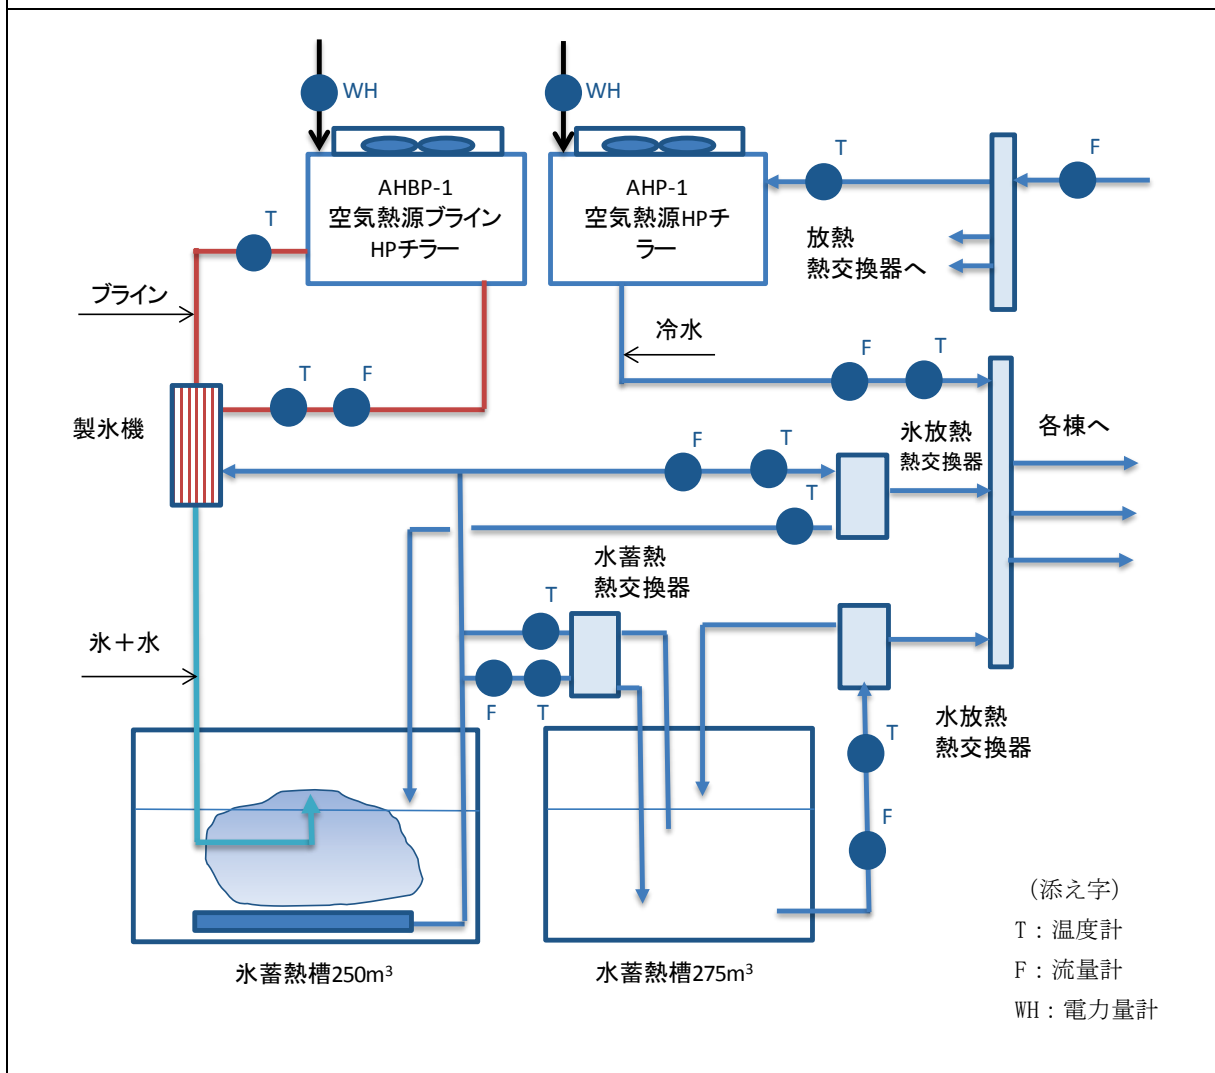 WH
WH
AHBP-1
空気熱源ブライン
HPチラー
AHP-1
空気熱源HPチ
ラー
T
F
放熱
熱交換器へ
T
ブライン
冷水
F
T
T
F
製氷機
氷放熱
熱交換器
各棟へ
F
T
T
水蓄熱
熱交換器
T
F
T
氷＋水
水放熱
熱交換器
T
F
氷蓄熱槽250m³
水蓄熱槽275m³
(添え字)
T：温度計
F：流量計
WH：電力量計